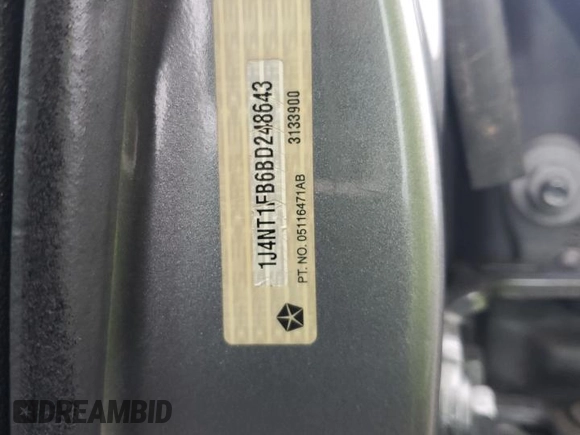 1J4NT1FB6BD248643
3133900
PT. NO. 05116471AB
DREAMBID